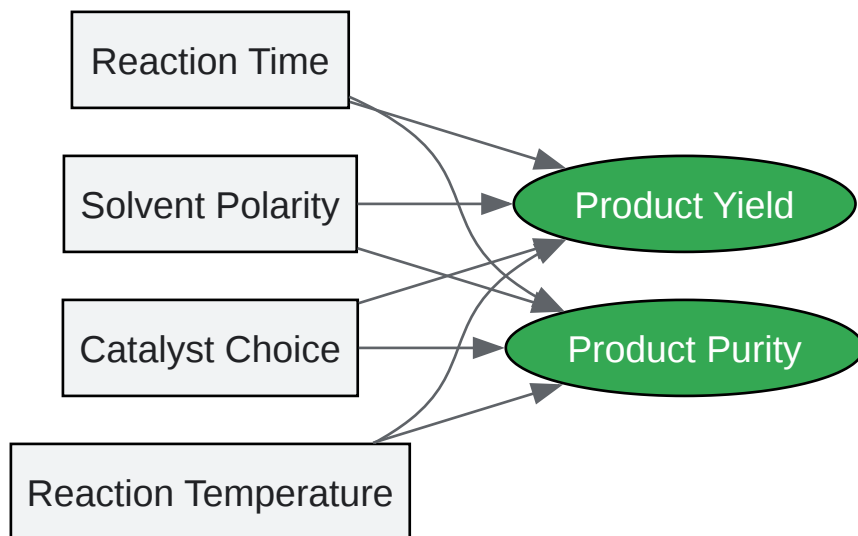 Reaction Time
Solvent Polarity
Product Yield
Catalyst Choice
Product Purity
Reaction Temperature